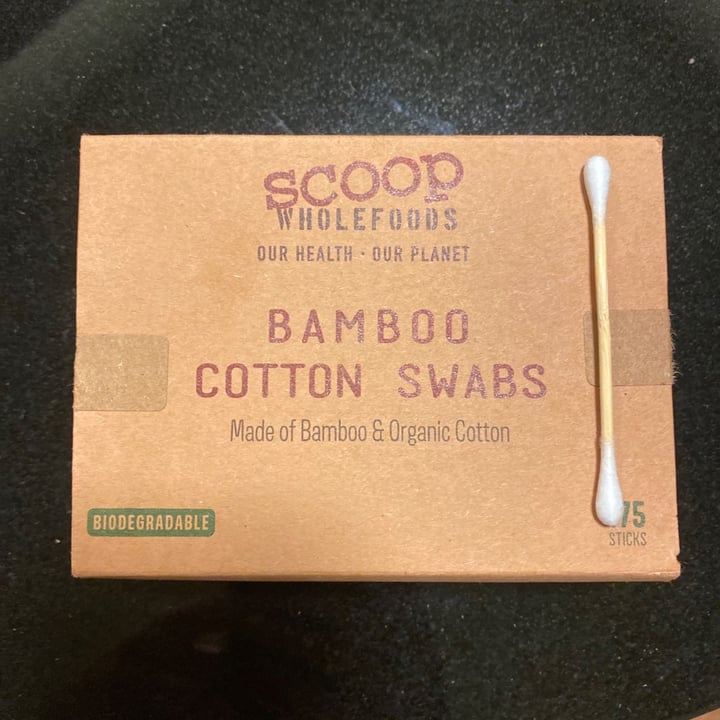 SCOOP
WHOLEFOODS
OUR HEALTH · OUR PLANET
BAMBOO
COTTON SWABS
Made of Bamboo & Organic Cotton
BIODEGRADABLE
STICKS